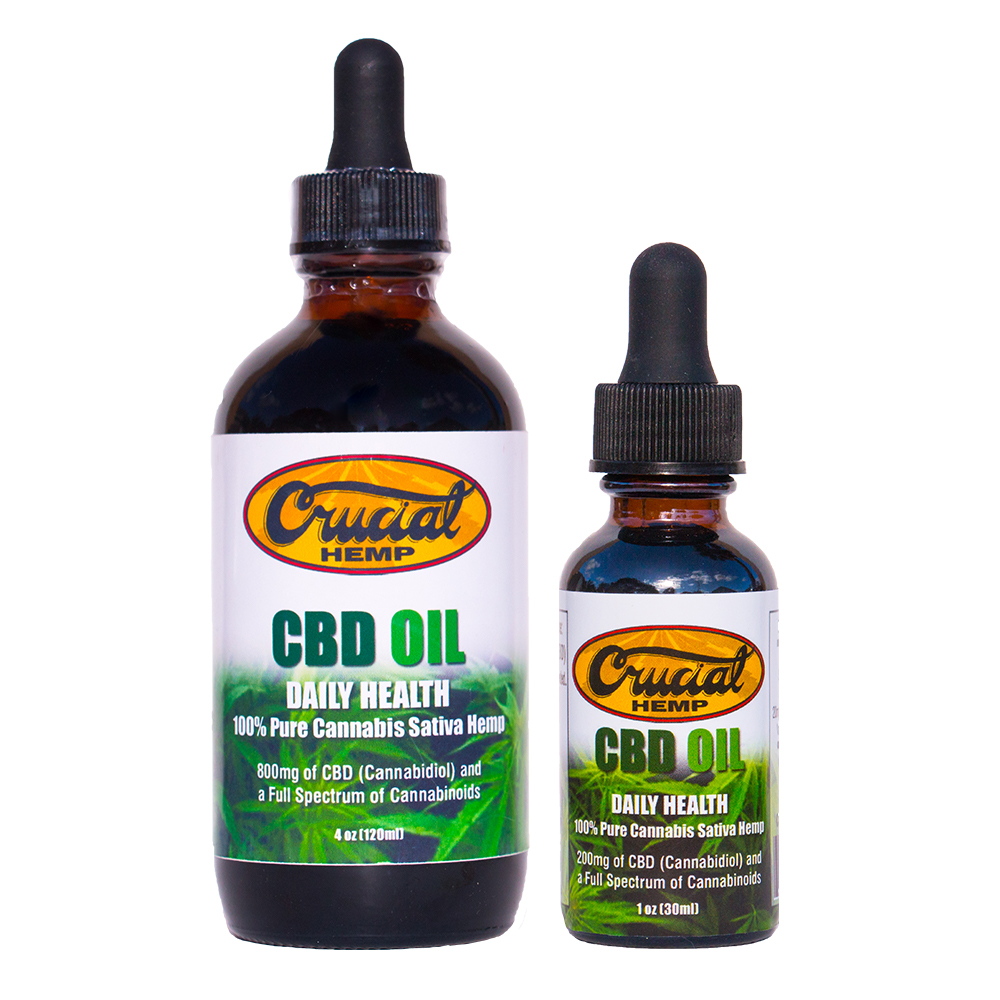 Crucial
HEMP
CBD OIL
DAILY HEALTH
100% Pure Cannabis Sativa Hemp
800mg of CBD (Cannabidiol) and
a Full Spectrum of Cannabinoids
4 oz (120ml)
Crucial
HEMP
CBD OIL
DAILY HEALTH
100% Pure Cannabis Sativa Hemp
200mg of CBD (Cannabidiol) and
a Full Spectrum of Cannabinoids
1 oz (30ml)